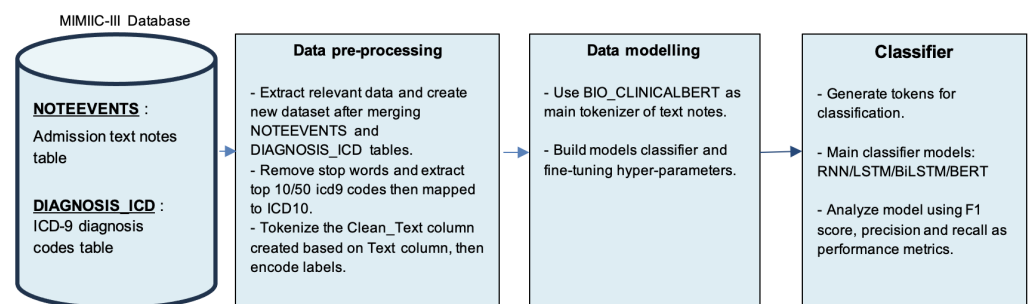 MIMIIC-III Database
NOTEEVENTS :
Admission text notes
table
DIAGNOSIS_ICD :
ICD-9 diagnosis
codes table
Data pre-processing
- Extract relevant data and create
new dataset after merging
NOTEEVENTS and
DIAGNOSIS_ICD tables.
- Remove stop words and extract
top 10/50 icd9 codes then mapped
to ICD10.
- Tokenize the Clean_Text column
created based on Text column, then
encode labels.
Data modelling
- Use BIO_CLINICALBERT as
main tokenizer of text notes.
- Build models classifier and
fine-tuning hyper-parameters.
Classifier
- Generate tokens for
classification.
- Main classifier models:
RNN/LSTM/BiLSTM/BERT
- Analyze model using F1
score, precision and recall as
performance metrics.